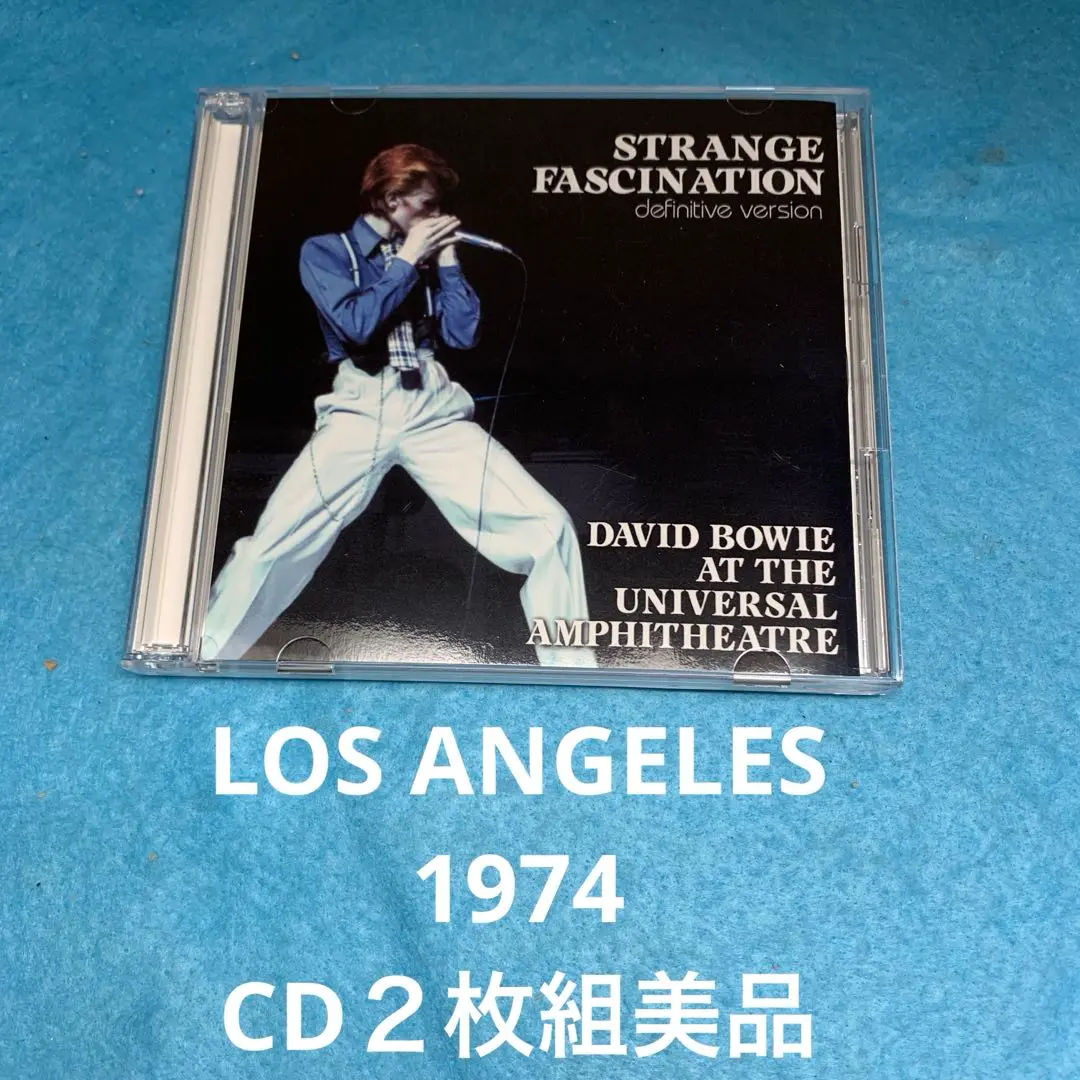 STRANGE
FASCINATION
definitive version
DAVID BOWIE
AT THE
UNIVERSAL
AMPHITHEATRE
LOS ANGELES
1974
CD２枚組美品